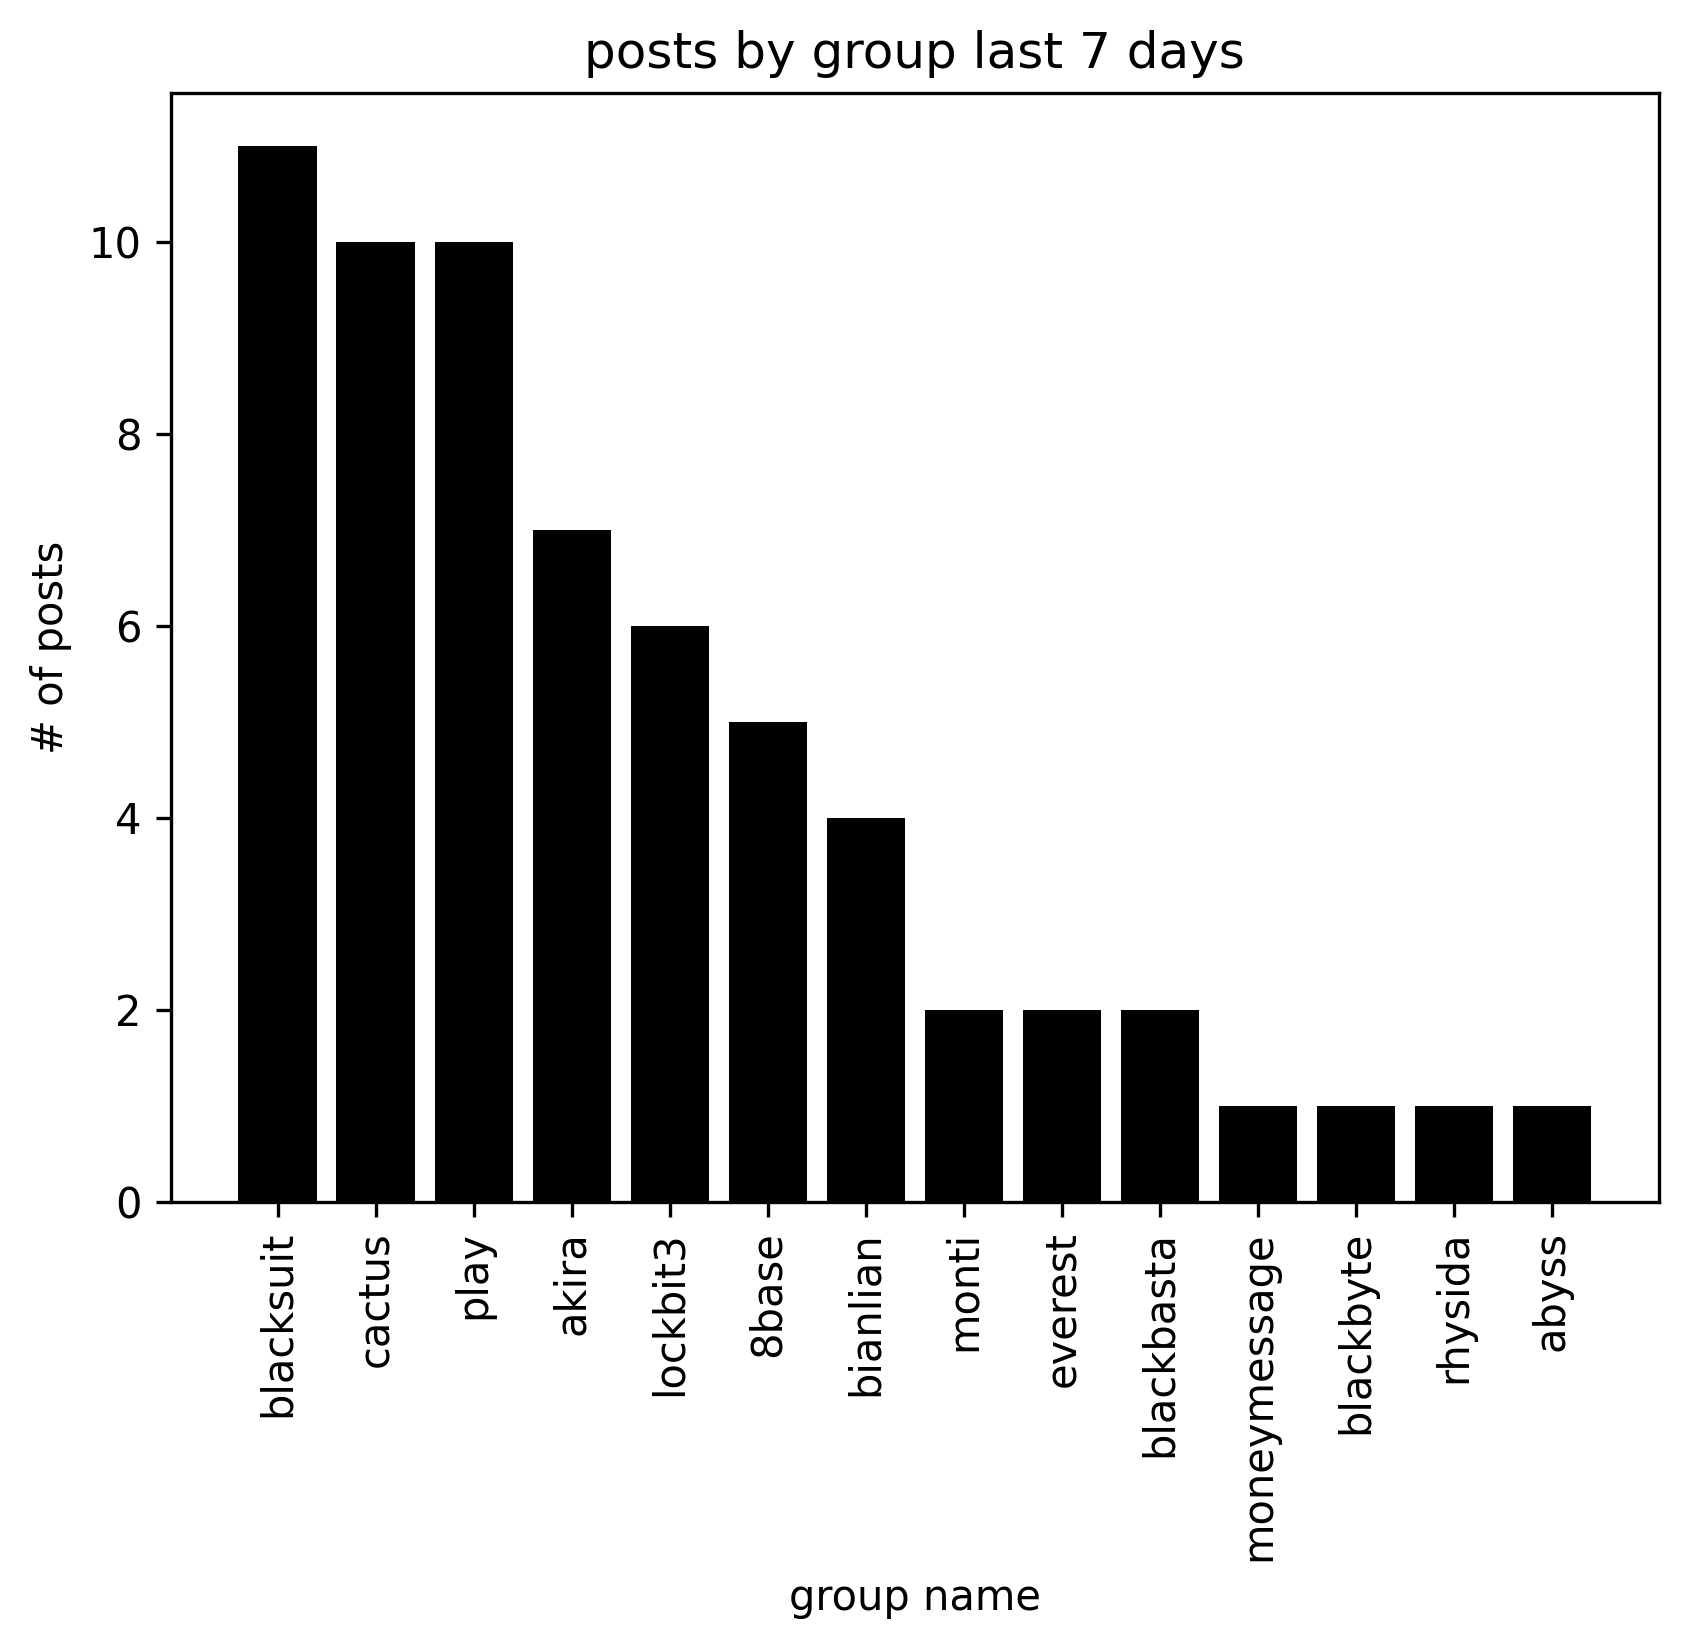 posts by group last 7 days
# of posts
10
8
6
4
2
0
blacksuit
cactus
play
akira
lockbit3
8base
bianlian
monti
everest
blackbasta
moneymessage
blackbyte
rhysida
abyss
group name